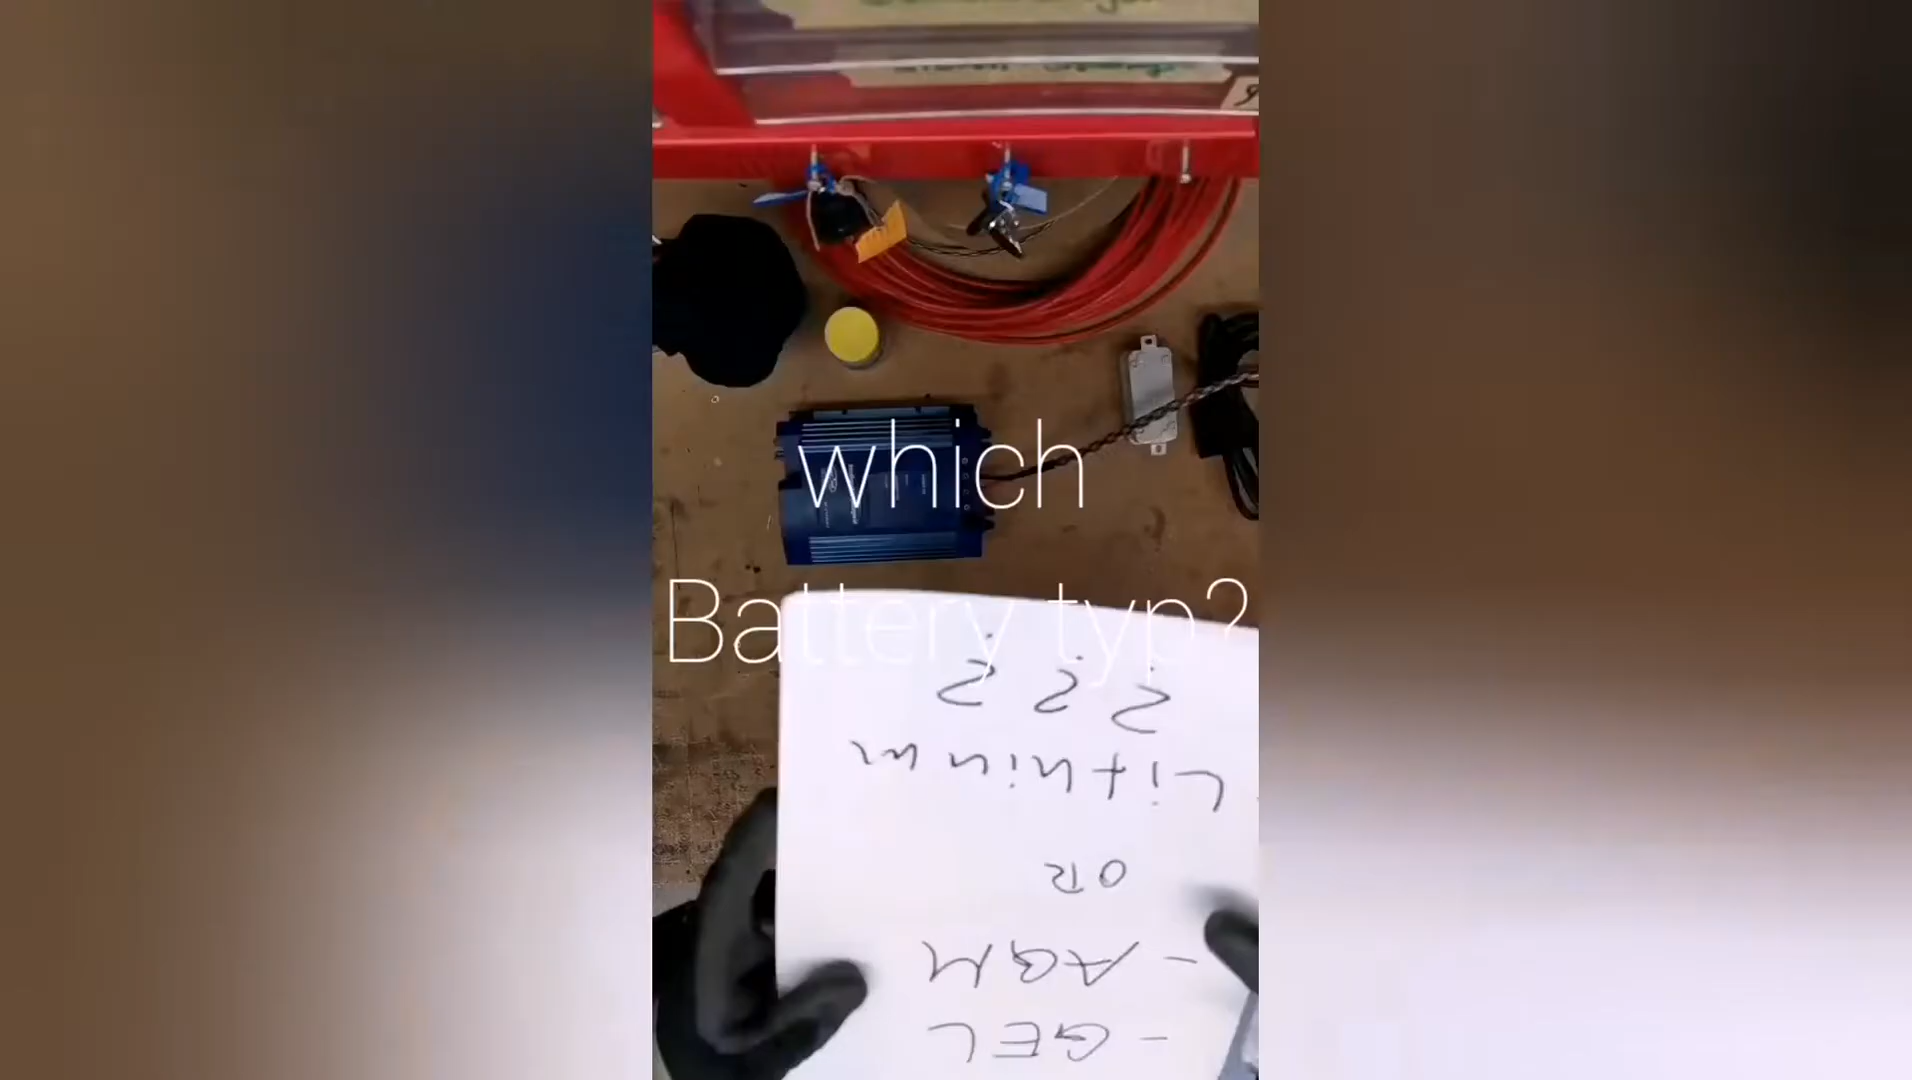 which
Battery typ?
- GEL
- AGM
OR
Lithium
? ? ?